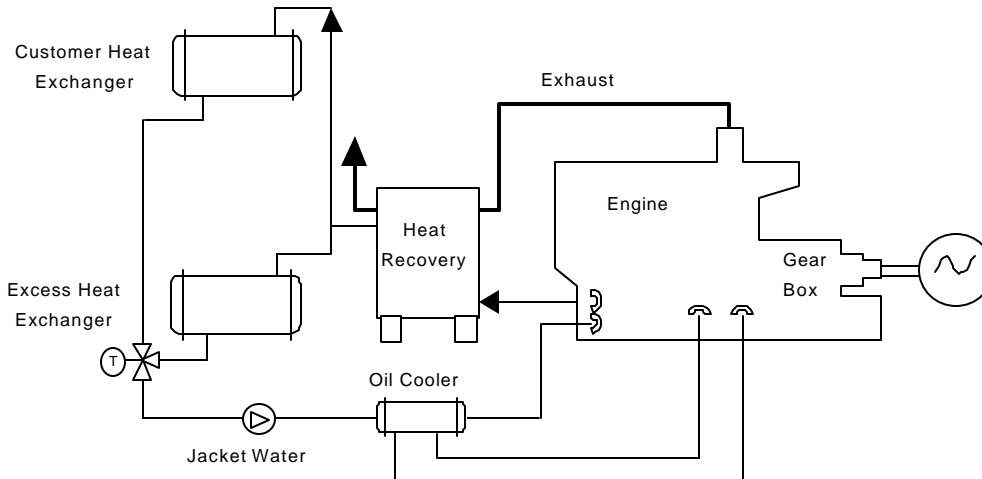 Customer Heat
Exchanger
Exhaust
Engine
Heat
Recovery
Gear
Box
Excess Heat
Exchanger
T
Oil Cooler
Jacket Water